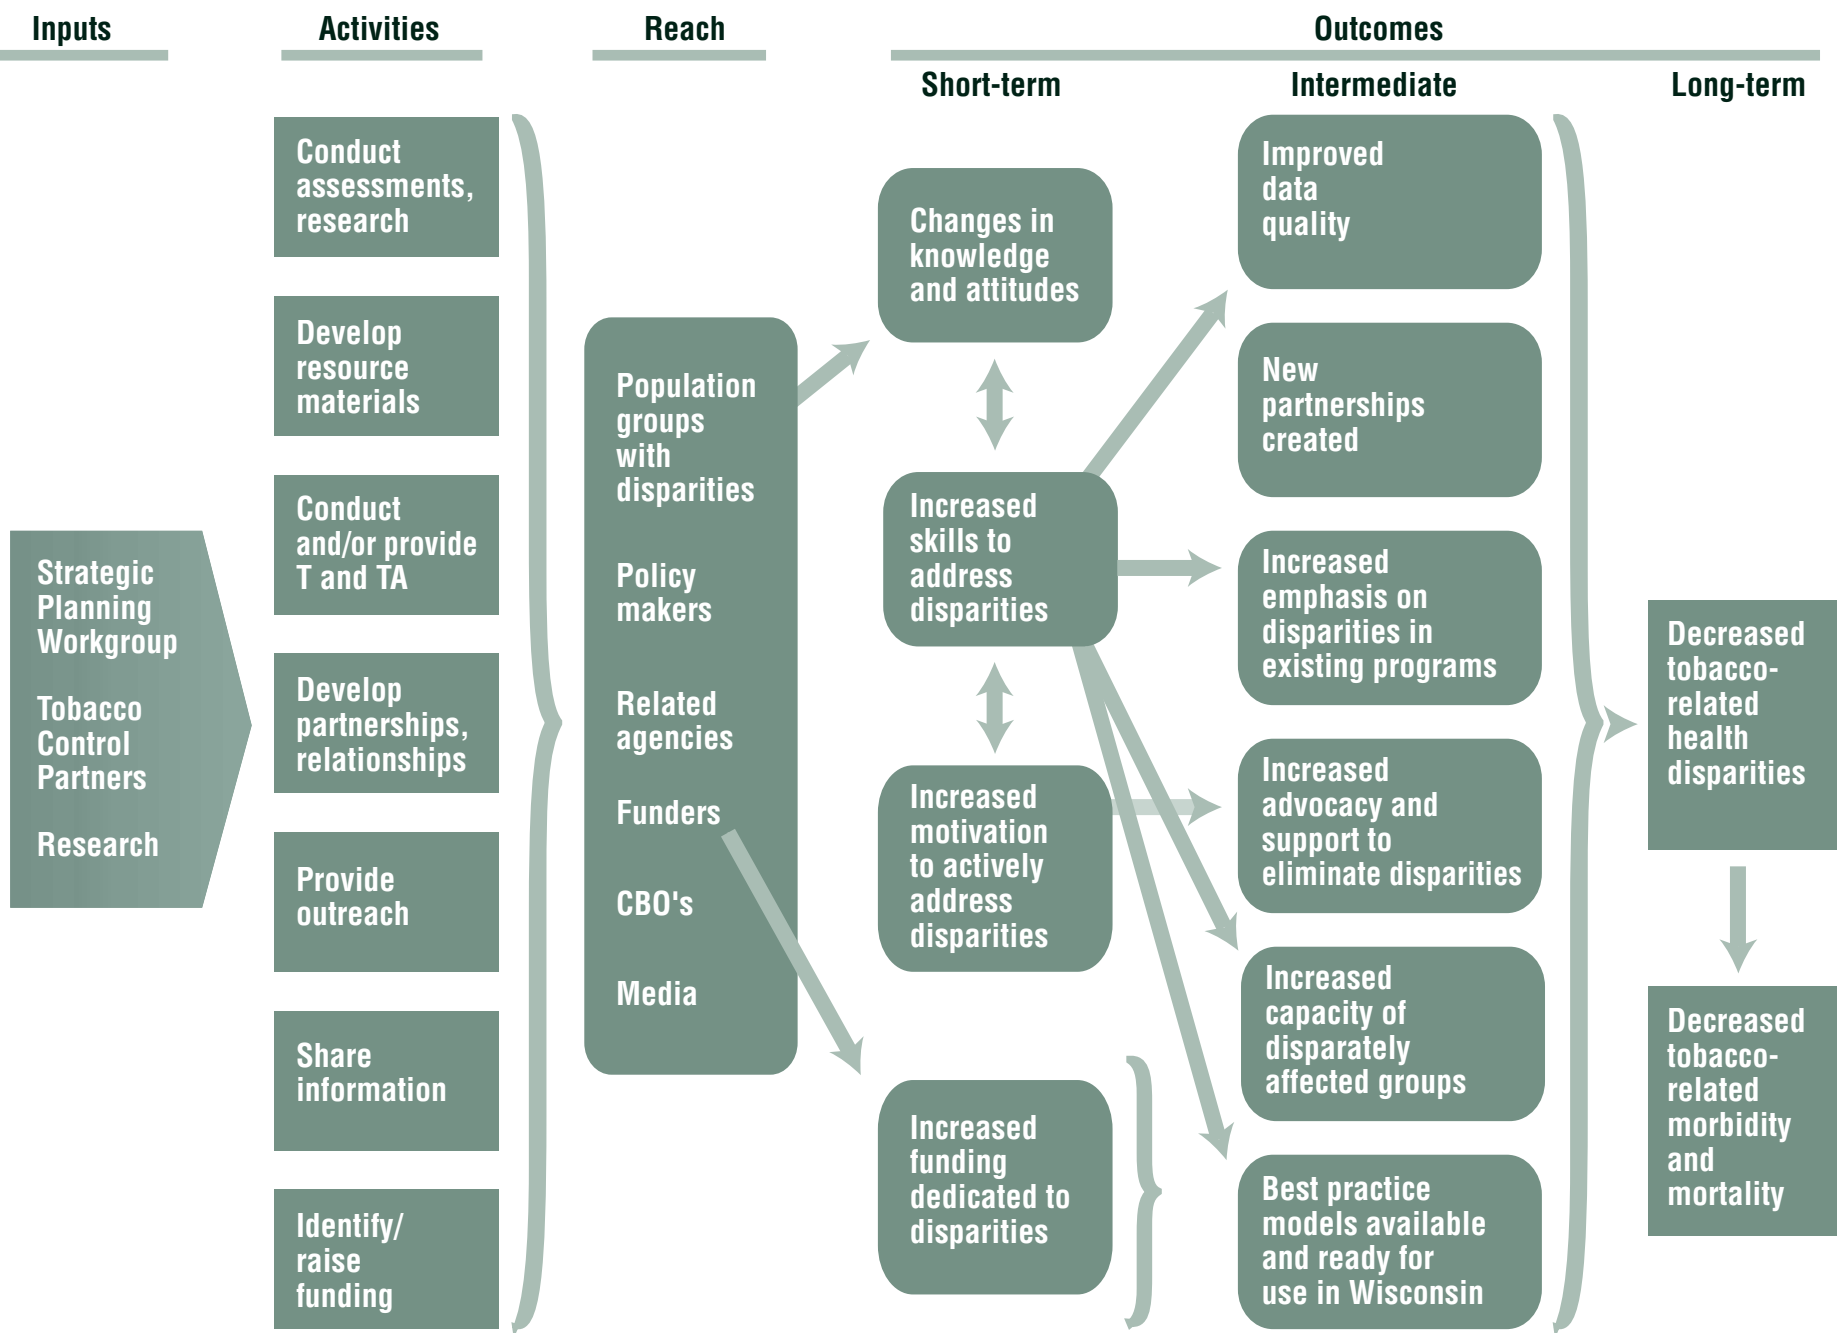 Inputs
Activities
Reach
Outcomes
Short-term
Intermediate
Long-term
Strategic
Planning
Workgroup
Tobacco
Control
Partners
Research
Conduct
assessments,
research
Develop
resource
materials
Conduct
and/or provide
T and TA
Develop
partnerships,
relationships
Provide
outreach
Share
information
Identify/
raise
funding
Population
groups
with
disparities
Policy
makers
Related
agencies
Funders
CBO's
Media
Changes in
knowledge
and attitudes
Increased
skills to
address
disparities
Increased
motivation
to actively
address
disparities
Increased
funding
dedicated to
disparities
Improved
data
quality
New
partnerships
created
Increased
emphasis on
disparities in
existing programs
Increased
advocacy and
support to
eliminate disparities
Increased
capacity of
disparately
affected groups
Best practice
models available
and ready for
use in Wisconsin
Decreased
tobacco-
related
health
disparities
Decreased
tobacco-
related
morbidity
and
mortality